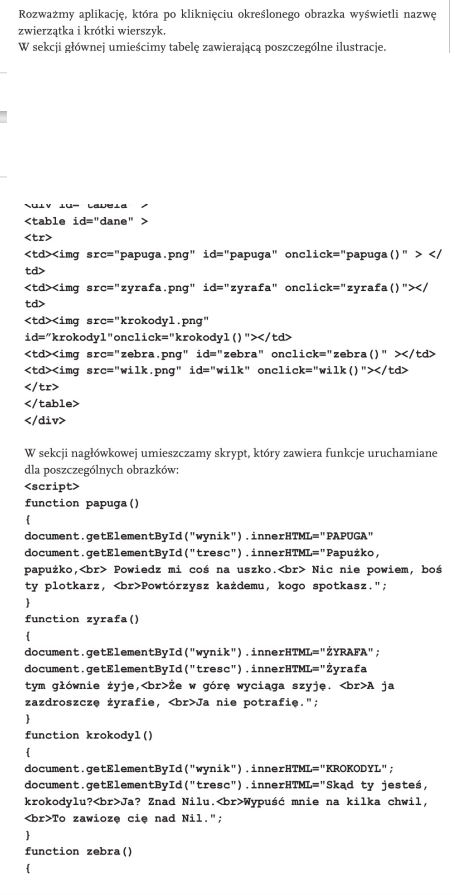 Rozważmy aplikację, która po kliknięciu określonego obrazka wyświetli nazwę
zwierzątka i krótki wierszyk.
W sekcji głównej umieścimy tabelę zawierającą poszczególne ilustracje.
<div id="tabela" >
<table id="dane" >
<tr>
<td><img src="papuga.png" id="papuga" onclick="papuga()" > </
td>
<td><img src="zyrafa.png" id="zyrafa" onclick="zyrafa()"></
td>
<td><img src="krokodyl.png"
id=”krokodyl"onclick="krokodyl()"></td>
<td><img src="zebra.png" id="zebra" onclick="zebra()" ></td>
<td><img src="wilk.png" id="wilk" onclick="wilk()"></td>
</tr>
</table>
</div>
W sekcji nagłówkowej umieszczamy skrypt, który zawiera funkcje uruchamiane
dla poszczególnych obrazków:
<script>
function papuga()
{
document.getElementById("wynik").innerHTML="PAPUGA"
document.getElementById("tresc").innerHTML="Papużko,
papużko,<br> Powiedz mi coś na uszko.<br> Nic nie powiem, boś
ty plotkarz, <br>Powtórzysz każdemu, kogo spotkasz.";
}
function zyrafa()
{
document.getElementById("wynik").innerHTML="ŻYRAFA";
document.getElementById("tresc").innerHTML="Żyrafa
tym głównie żyje,<br>Że w górę wyciąga szyję. <br>A ja
zazdroszczę żyrafie, <br>Ja nie potrafię.";
}
function krokodyl()
{
document.getElementById("wynik").innerHTML="KROKODYL";
document.getElementById("tresc").innerHTML="Skąd ty jesteś,
krokodylu?<br>Ja? Znad Nilu.<br>Wypuść mnie na kilka chwil,
<br>To zawiozę cię nad Nil.";
}
function zebra()
{